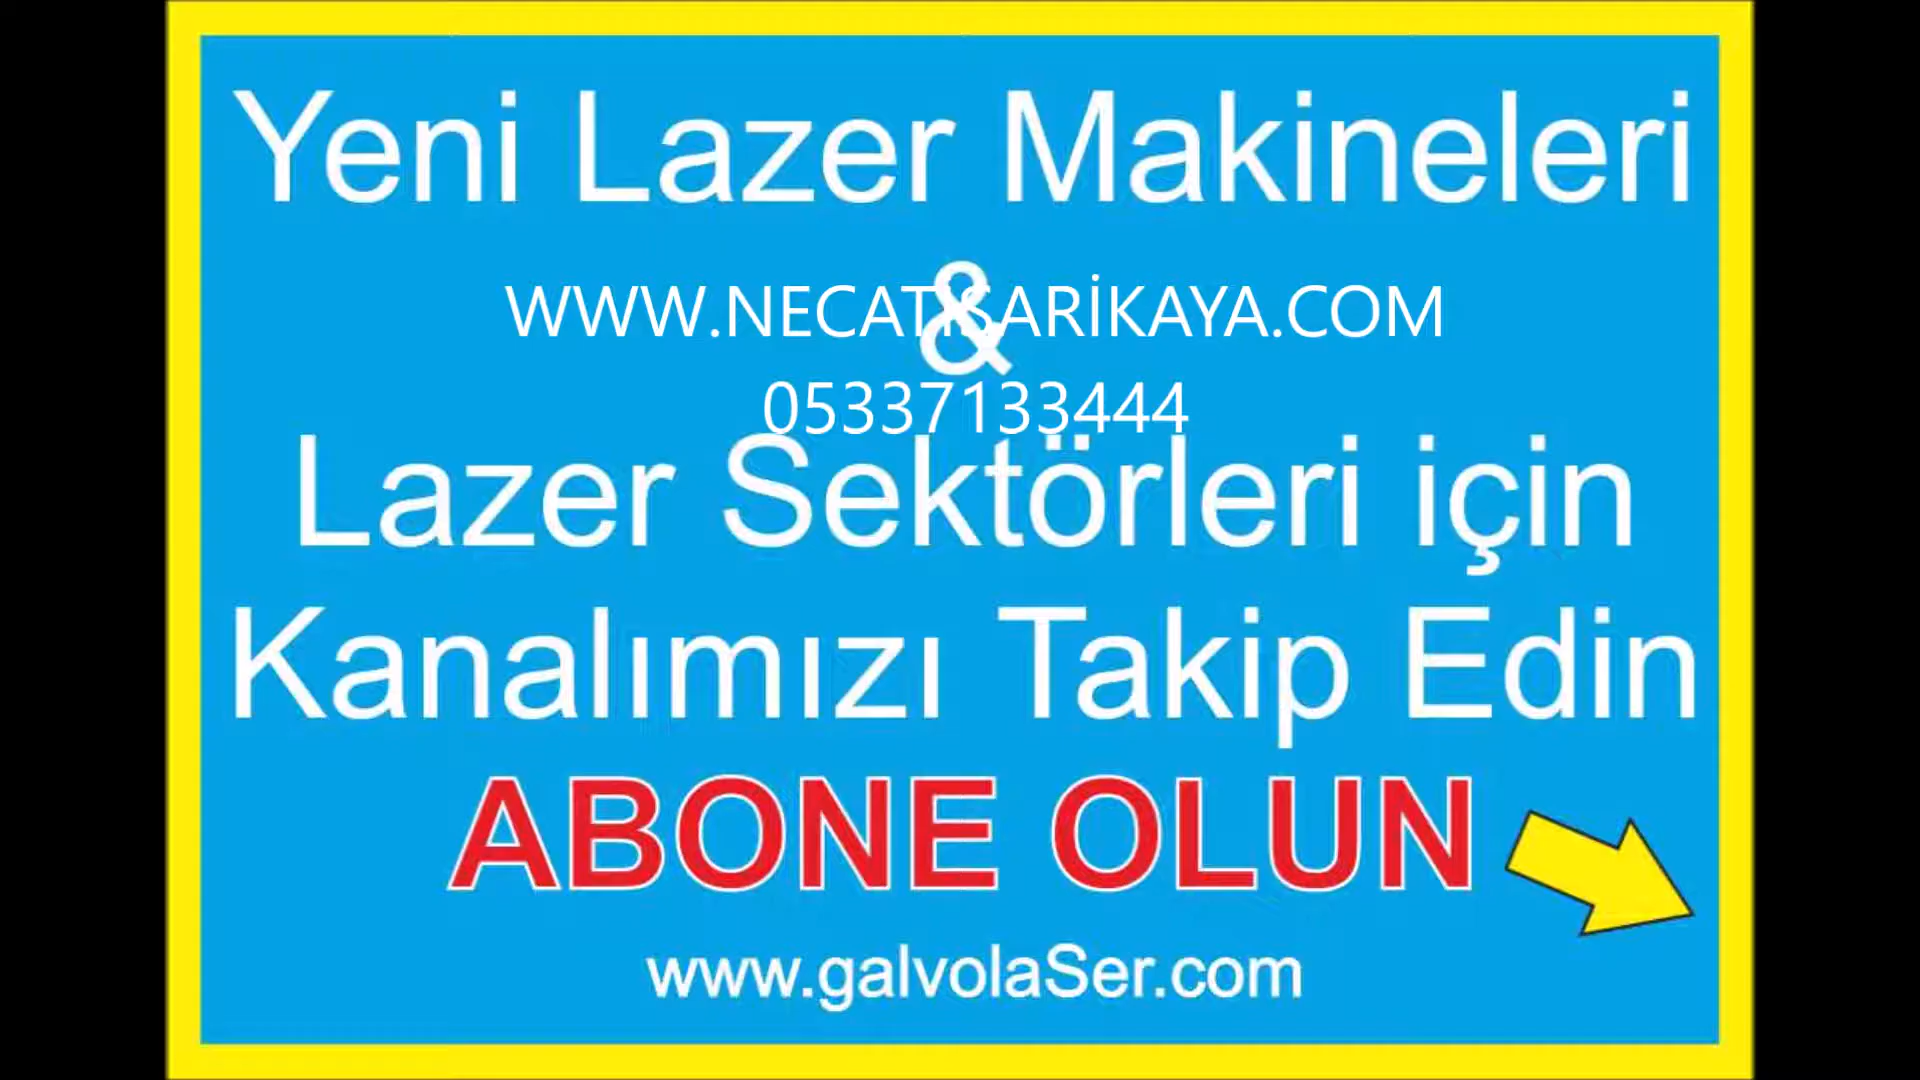 Yeni Lazer Makineleri
&
WWW.NECATİSARİKAYA.COM
05337133444
Lazer Sektörleri için
Kanalımızı Takip Edin
ABONE OLUN
www.galvolaSer.com